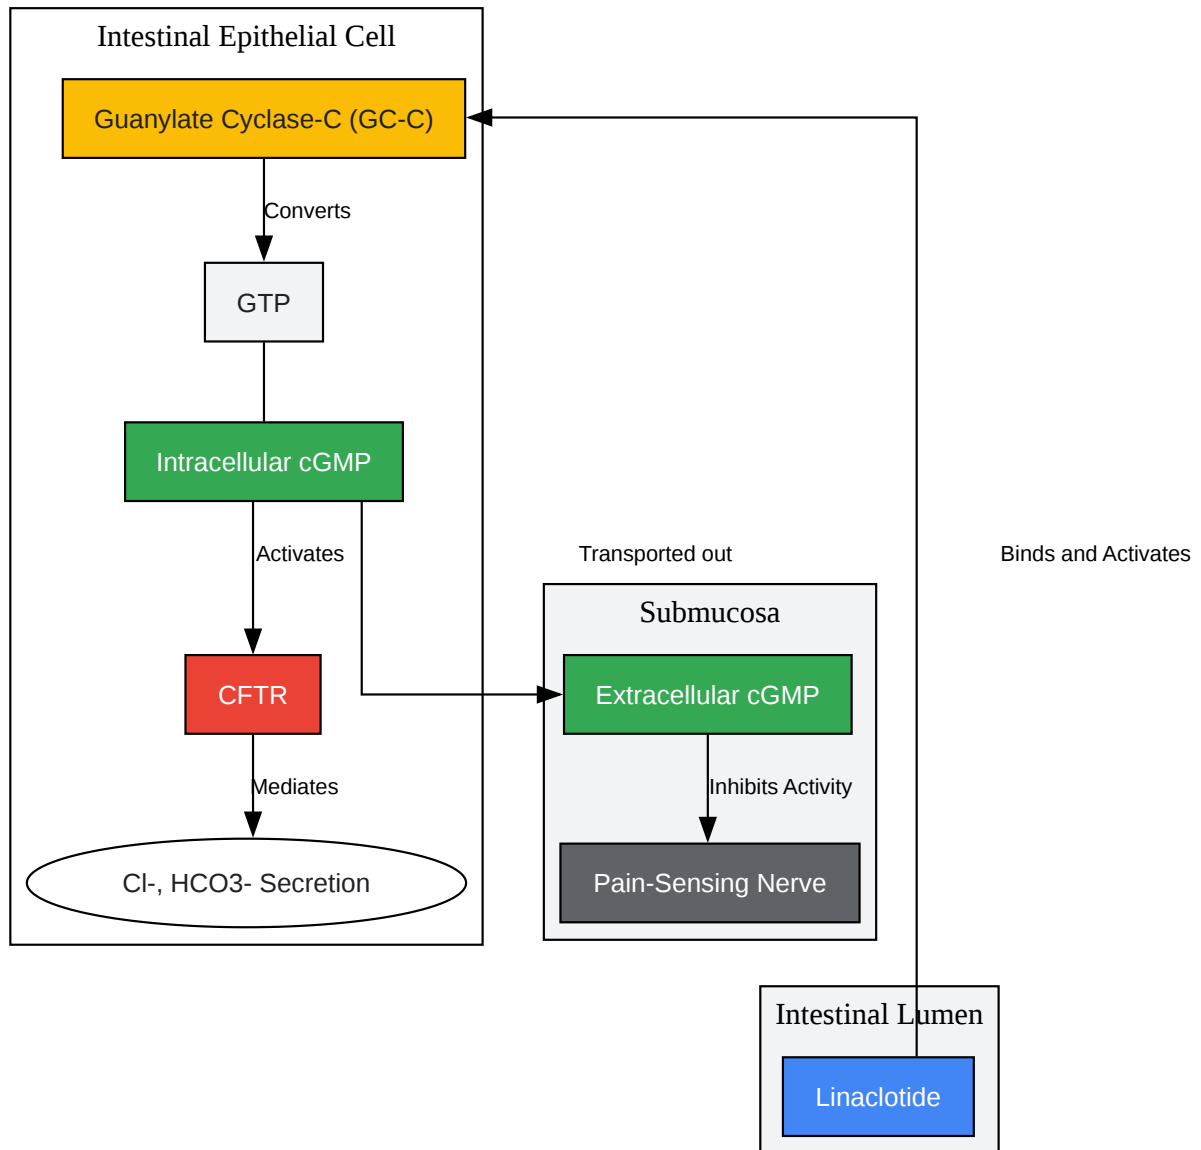 Intestinal Epithelial Cell
Guanylate Cyclase-C (GC-C)
Converts
GTP
Intracellular cGMP
Activates
Transported out
Binds and Activates
Submucosa
CFTR
Extracellular cGMP
Mediates
Inhibits Activity
Cl-, HCO3- Secretion
Pain-Sensing Nerve
Intestinal Lumen
Linaclotide